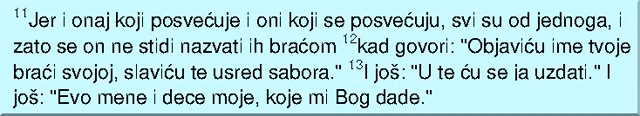 ¹¹Jer i onaj koji posvećuje i oni koji se posvećuju, svi su od jednoga, i
zato se on ne stidi nazvati ih braćom ¹²kad govori: "Objaviću ime tvoje
braći svojoj, slaviću te usred sabora." ¹³I još: "U te ću se ja uzdati." I
još: "Evo mene i dece moje, koje mi Bog dade."